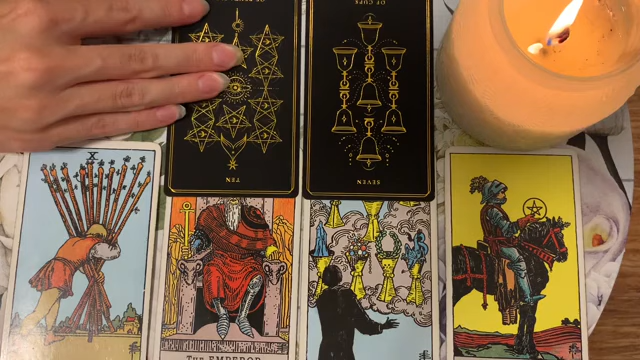 OF CUPS
TEN
SEVEN
X
THE EMPEROR